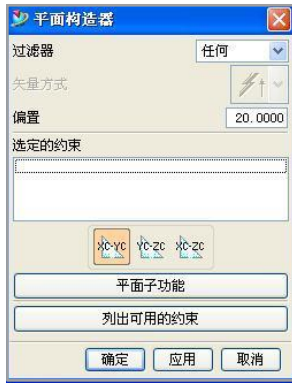 平面构造器
过滤器 任何
矢量方式
偏置 20.0000
选定的约束
XC-YC YC-ZC XC-ZC
平面子功能
列出可用的约束
确定 应用 取消